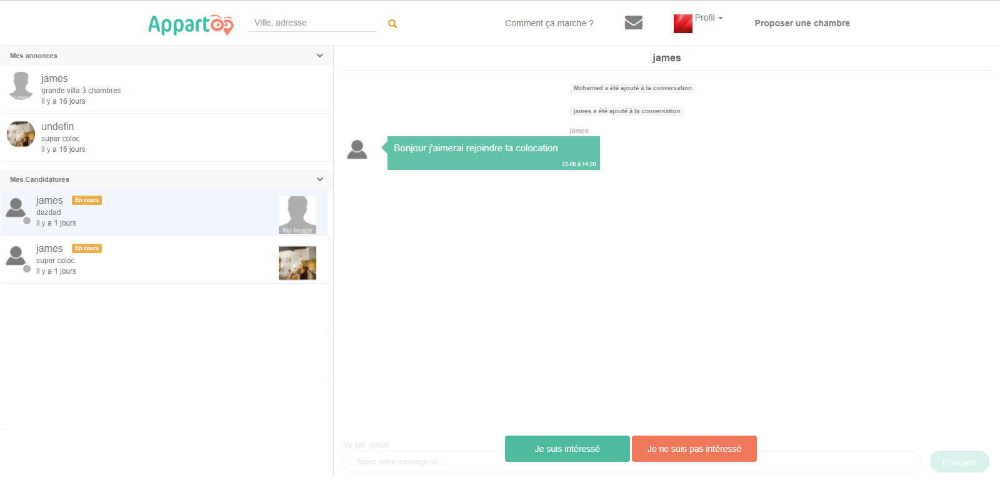 Appartoo
Ville, adresse
Comment ça marche ?
Profil
Proposer une chambre
Mes annonces
james
grande villa 3 chambres
il y a 16 jours
undefin
super coloc
il y a 16 jours
Mes Candidatures
james En cours
dazdad
il y a 1 jours
No Image
james En cours
super coloc
il y a 1 jours
james
Mohamed a été ajouté à la conversation
james a été ajouté à la conversation
james
Bonjour j'aimerai rejoindre ta colocation
22-06 à 14:20
Vu par: james
Je suis intéressé
Je ne suis pas intéressé
Tapez votre message ici...
Envoyer